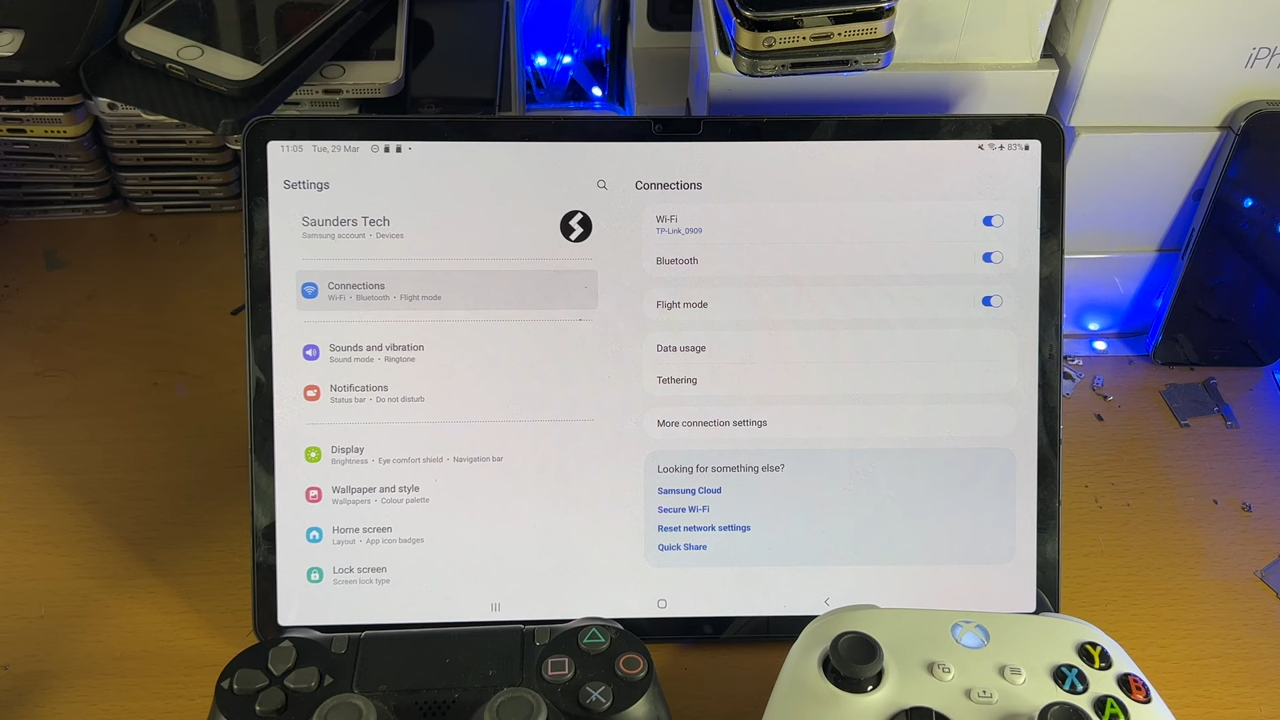 iPh
11:05 Tue, 29 Mar
83%
Settings
Saunders Tech
Samsung account • Devices
Connections
Wi-Fi • Bluetooth • Flight mode
Sounds and vibration
Sound mode • Ringtone
Notifications
Status bar • Do not disturb
Display
Brightness • Eye comfort shield • Navigation bar
Wallpaper and style
Wallpapers • Colour palette
Home screen
Layout • App icon badges
Lock screen
Screen lock type
Connections
Wi-Fi
TP-Link_0909
Bluetooth
Flight mode
Data usage
Tethering
More connection settings
Looking for something else?
Samsung Cloud
Secure Wi-Fi
Reset network settings
Quick Share
Y
X
B
A